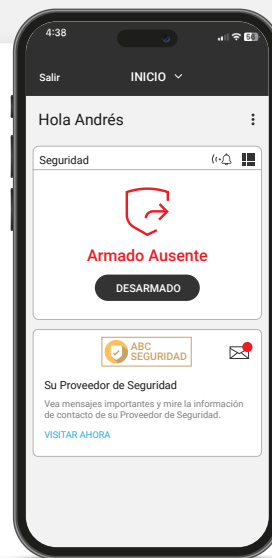 4:38
Salir
INICIO
Hola Andrés
Seguridad
Armado Ausente
DESARMADO
ABC
SEGURIDAD
Su Proveedor de Seguridad
Vea mensajes importantes y mire la información
de contacto de su Proveedor de Seguridad.
VISITAR AHORA